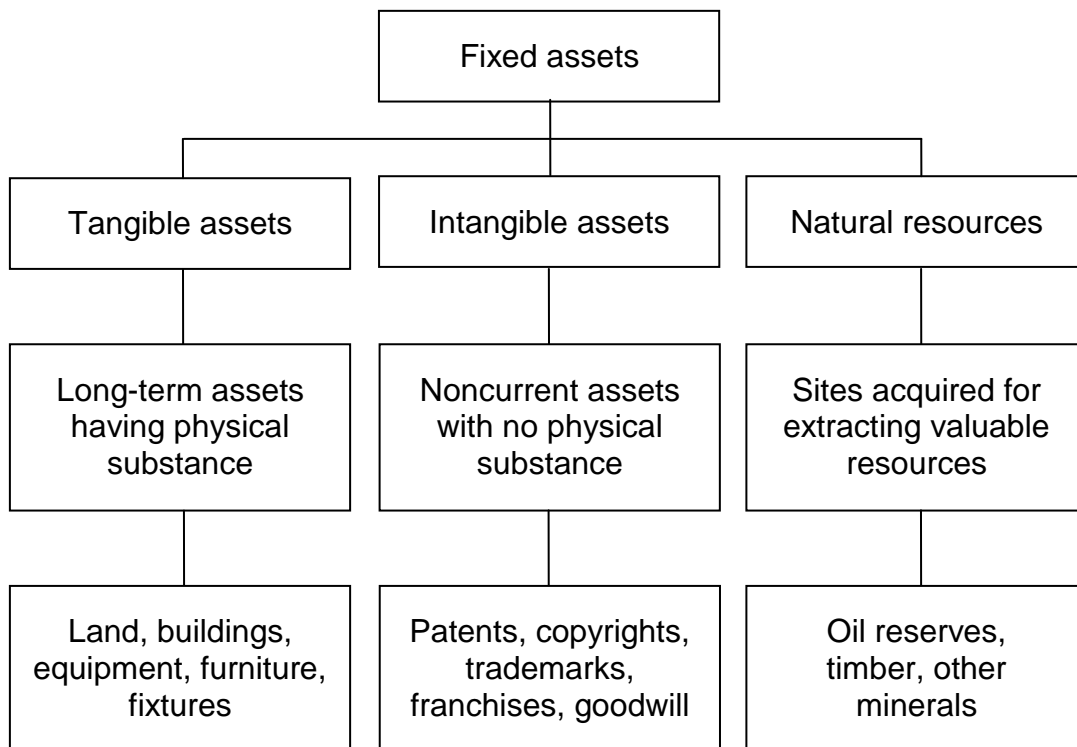 Fixed assets
Tangible assets
Intangible assets
Natural resources
Long-term assets
having physical
substance
Noncurrent assets
with no physical
substance
Sites acquired for
extracting valuable
resources
Land, buildings,
equipment, furniture,
fixtures
Patents, copyrights,
trademarks,
franchises, goodwill
Oil reserves,
timber, other
minerals